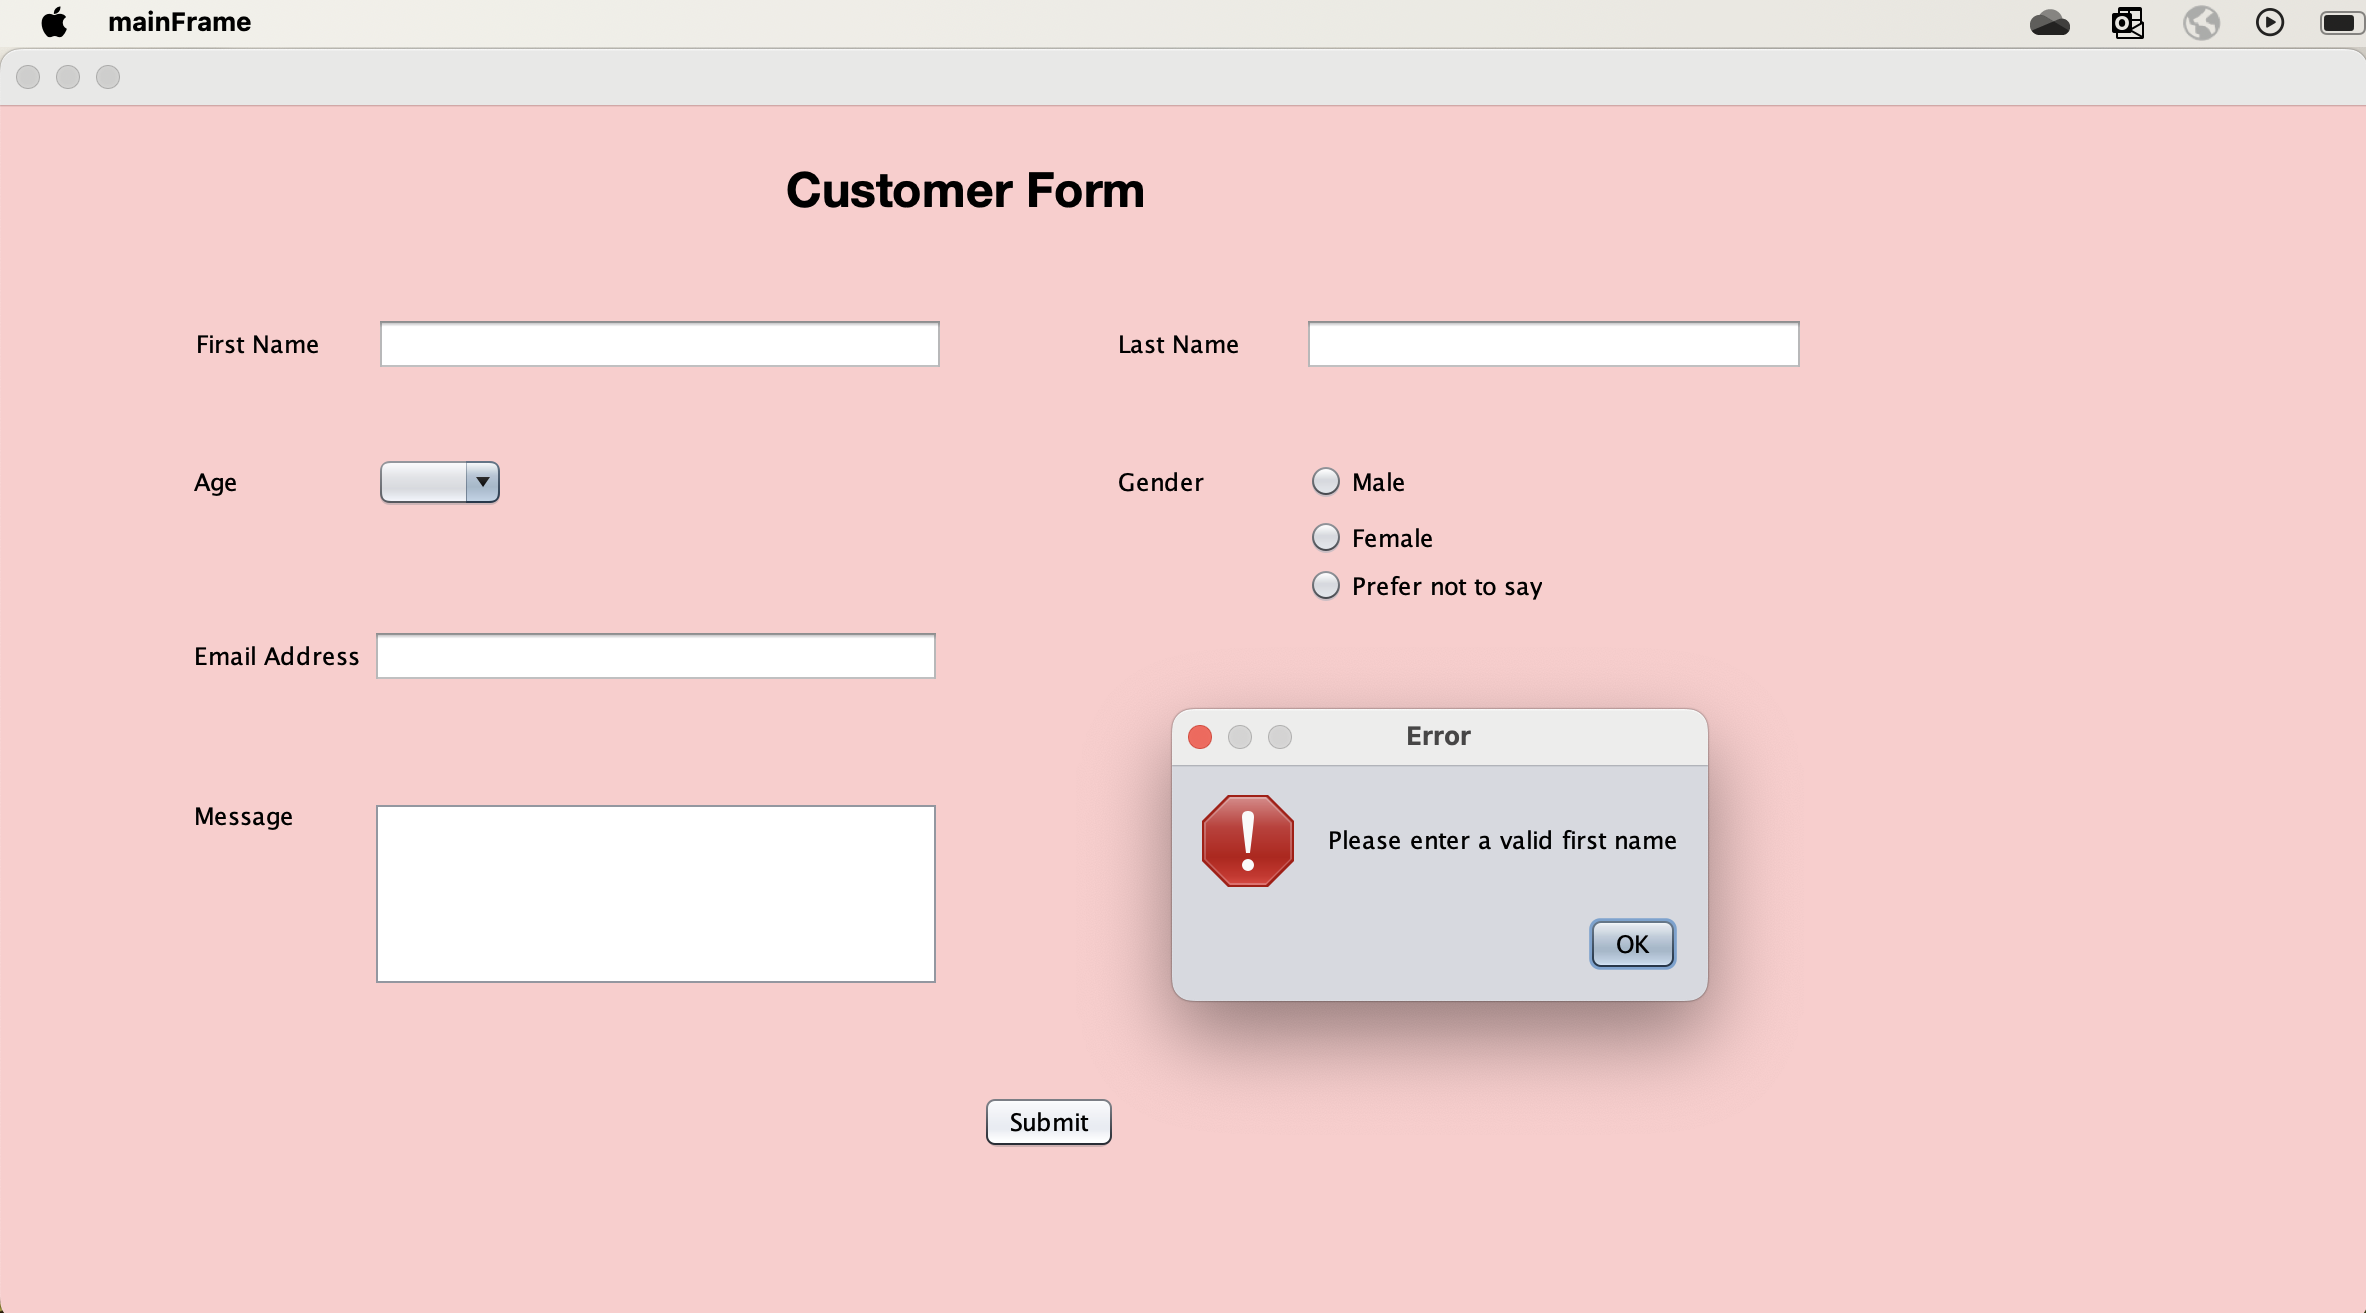 mainFrame
Customer Form
First Name
Last Name
Age
Gender
Male
Female
Prefer not to say
Email Address
Error
Please enter a valid first name
OK
Message
Submit